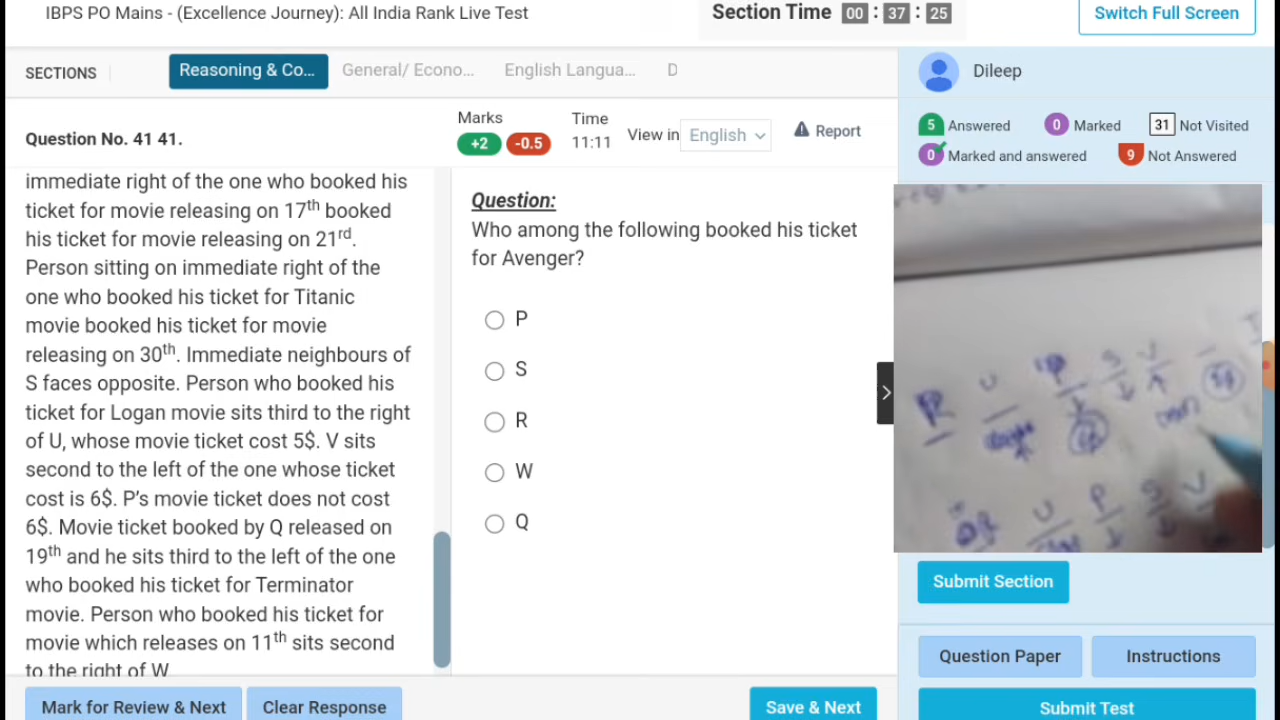 IBPS PO Mains - (Excellence Journey): All India Rank Live Test
Section Time 00 : 37 : 25
Switch Full Screen
SECTIONS
Reasoning & Co...
General/ Econo...
English Langua...
D
Dileep
Question No. 41 41.
Marks
+2 -0.5
Time
11:11
View in English
Report
5 Answered
0 Marked
31 Not Visited
0 Marked and answered
9 Not Answered
immediate right of the one who booked his
ticket for movie releasing on 17th booked
his ticket for movie releasing on 21rd.
Person sitting on immediate right of the
one who booked his ticket for Titanic
movie booked his ticket for movie
releasing on 30th. Immediate neighbours of
S faces opposite. Person who booked his
ticket for Logan movie sits third to the right
of U, whose movie ticket cost 5$. V sits
second to the left of the one whose ticket
cost is 6$. P's movie ticket does not cost
6$. Movie ticket booked by Q released on
19th and he sits third to the left of the one
who booked his ticket for Terminator
movie. Person who booked his ticket for
movie which releases on 11th sits second
to the right of W
Question:
Who among the following booked his ticket
for Avenger?
P
S
R
W
Q
U
S
V
U
P
S
V
Submit Section
Question Paper
Instructions
Mark for Review & Next
Clear Response
Save & Next
Submit Test